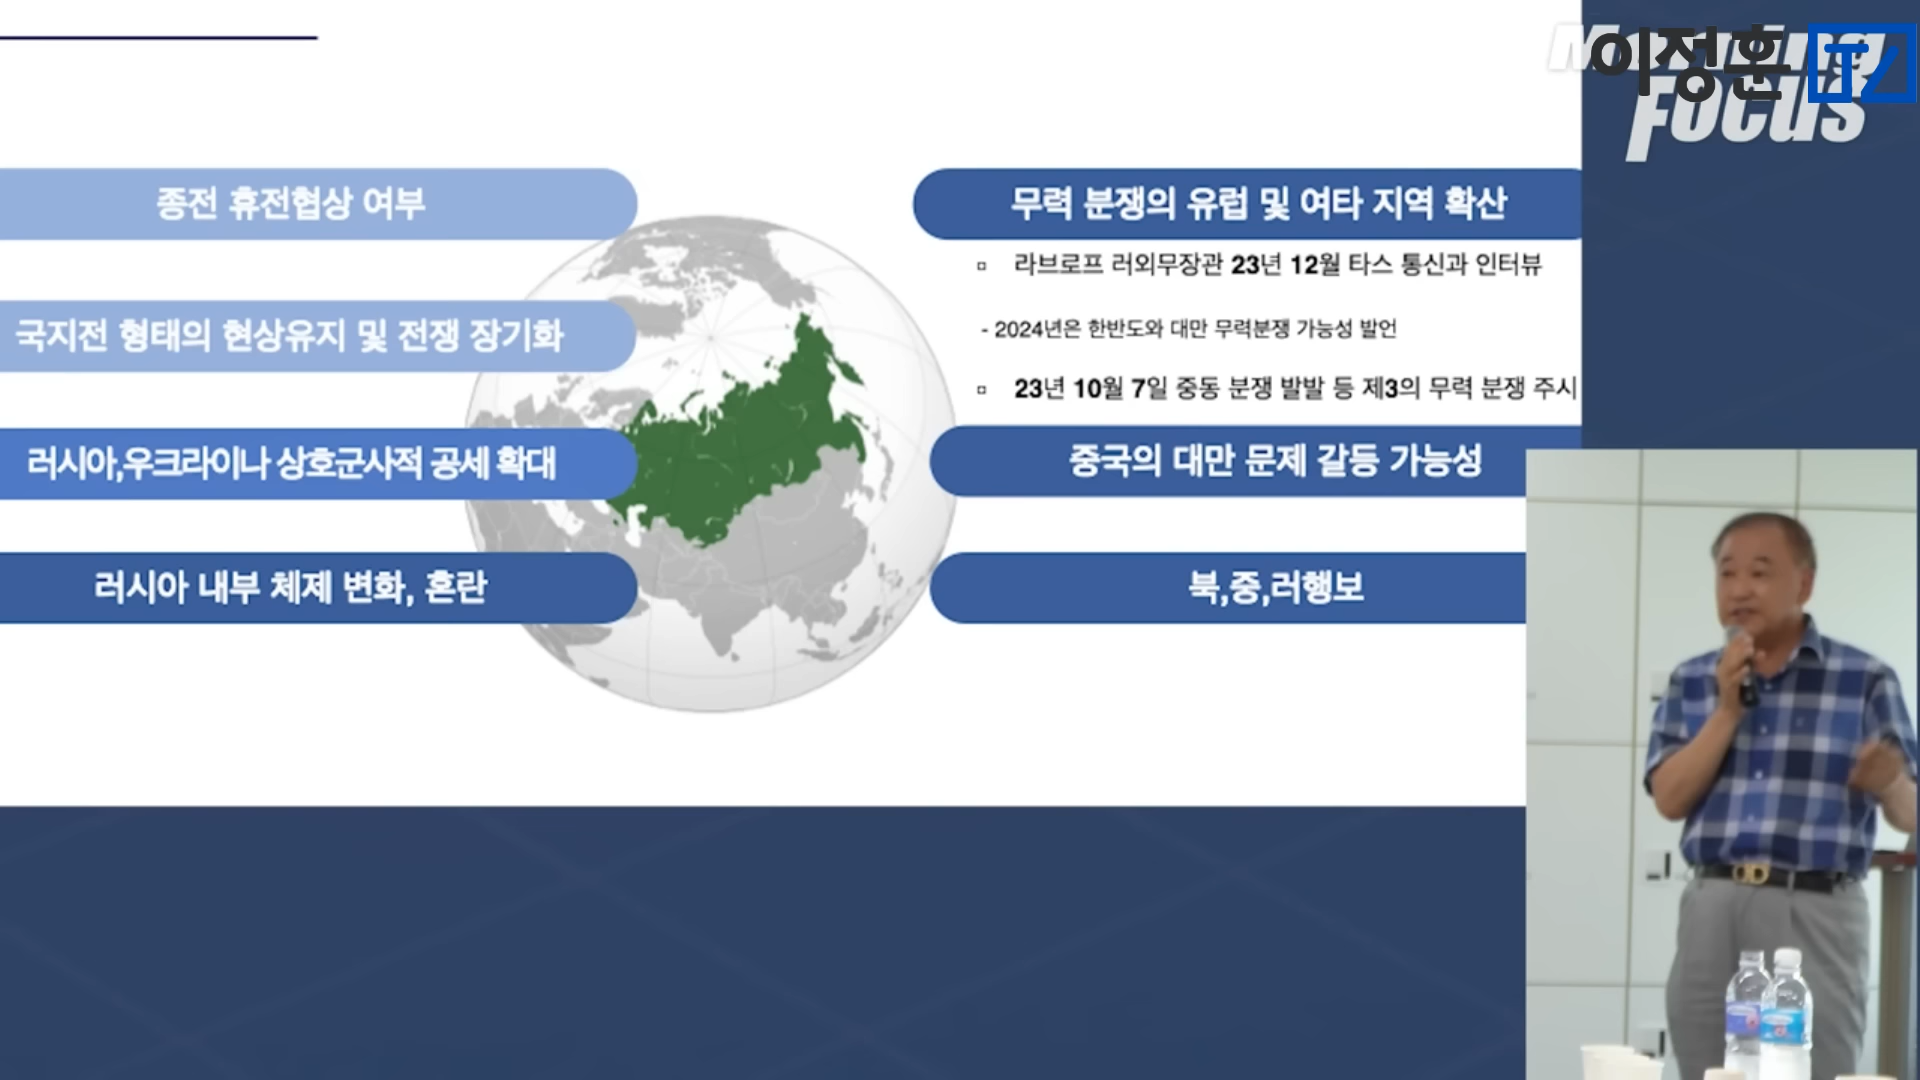 Morning
Focus
이정훈 TV
종전 휴전협상 여부
국지전 형태의 현상유지 및 전쟁 장기화
러시아,우크라이나 상호군사적 공세 확대
러시아 내부 체제 변화, 혼란
무력 분쟁의 유럽 및 여타 지역 확산
▫ 라브로프 러외무장관 23년 12월 타스 통신과 인터뷰
- 2024년은 한반도와 대만 무력분쟁 가능성 발언
▫ 23년 10월 7일 중동 분쟁 발발 등 제3의 무력 분쟁 주시
중국의 대만 문제 갈등 가능성
북,중,러행보